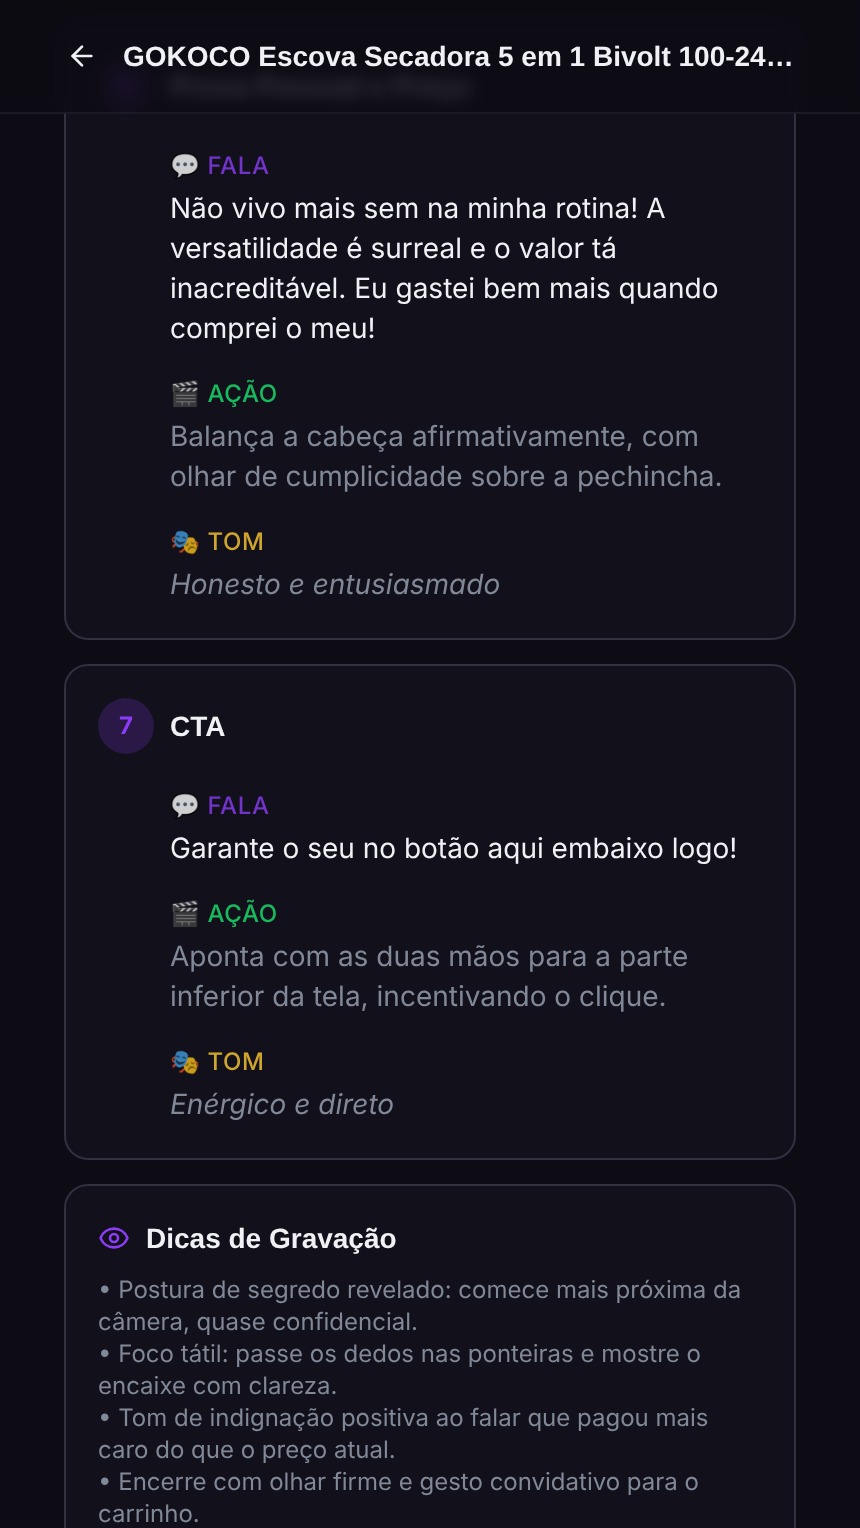 GOKOCO Escova Secadora 5 em 1 Bivolt 100-24...
FALA
Não vivo mais sem na minha rotina! A
versatilidade é surreal e o valor tá
inacreditável. Eu gastei bem mais quando
comprei o meu!
AÇÃO
Balança a cabeça afirmativamente, com
olhar de cumplicidade sobre a pechincha.
TOM
Honesto e entusiasmado
7 CTA
FALA
Garante o seu no botão aqui embaixo logo!
AÇÃO
Aponta com as duas mãos para a parte
inferior da tela, incentivando o clique.
TOM
Enérgico e direto
Dicas de Gravação
• Postura de segredo revelado: comece mais próxima da
câmera, quase confidencial.
• Foco tátil: passe os dedos nas ponteiras e mostre o
encaixe com clareza.
• Tom de indignação positiva ao falar que pagou mais
caro do que o preço atual.
• Encerre com olhar firme e gesto convidativo para o
carrinho.